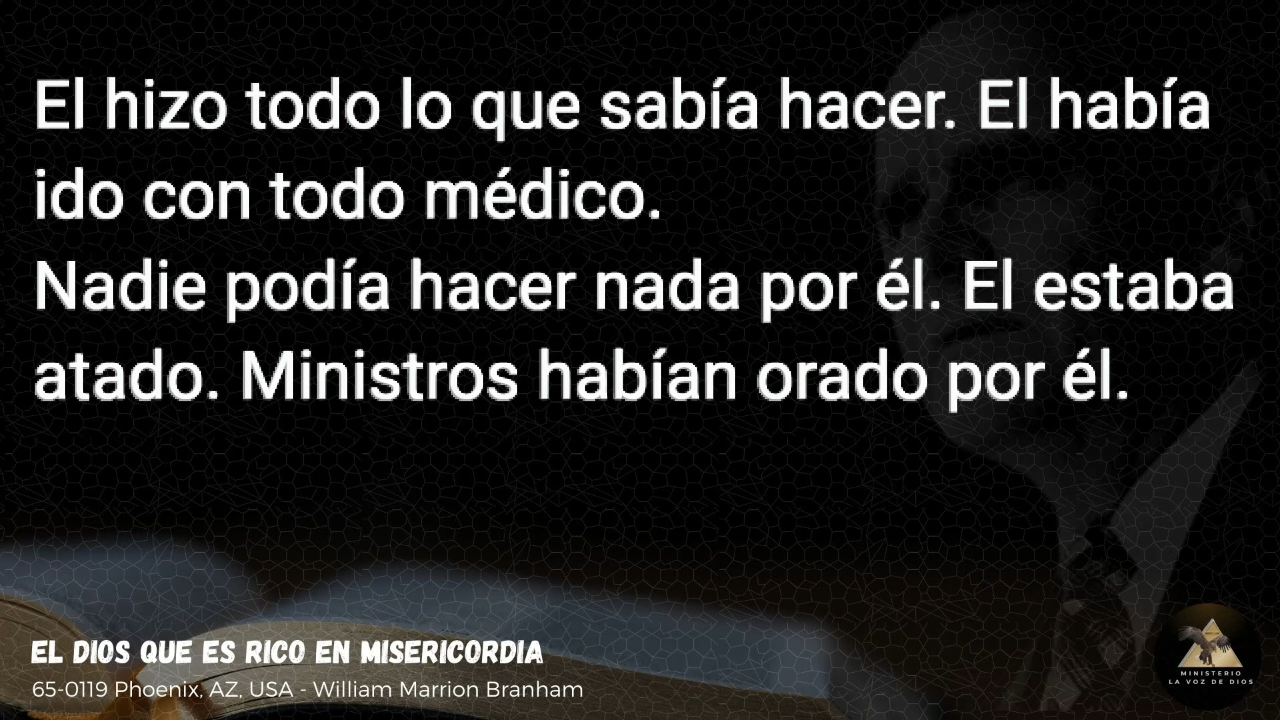 El hizo todo lo que sabía hacer. El había
ido con todo médico.
Nadie podía hacer nada por él. El estaba
atado. Ministros habían orado por él.
EL DIOS QUE ES RICO EN MISERICORDIA
65-0119 Phoenix, AZ, USA - William Marrion Branham
MINISTERIO
LA VOZ DE DIOS